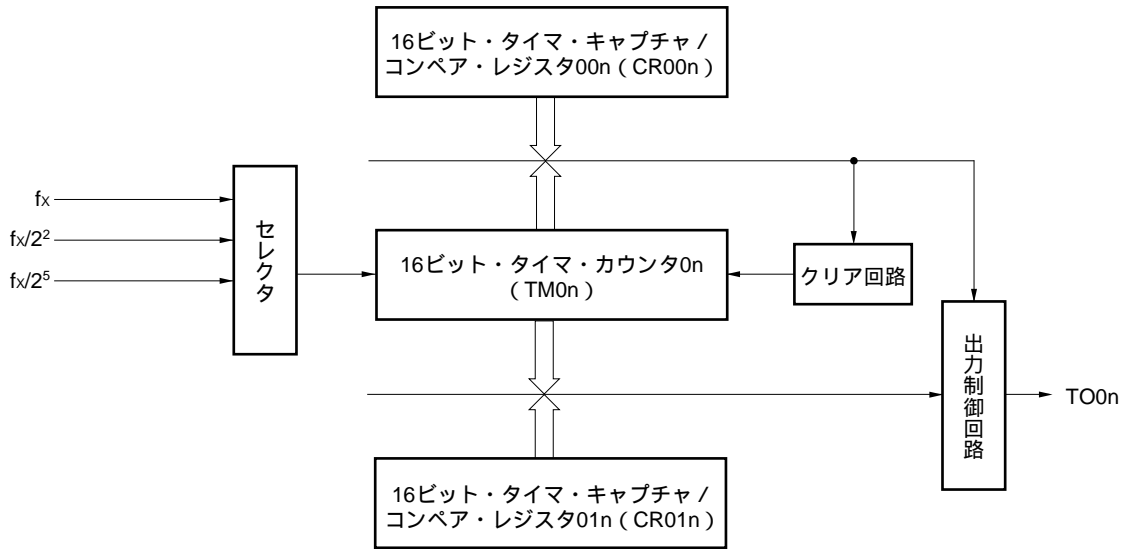 16ビット・タイマ・キャプチャ/
コンペア・レジスタ00n(CR00n)
fX
fX/2²
fX/2⁵
セレクタ
16ビット・タイマ・カウンタ0n
(TM0n)
クリア回路
出力制御回路
TO0n
16ビット・タイマ・キャプチャ/
コンペア・レジスタ01n(CR01n)